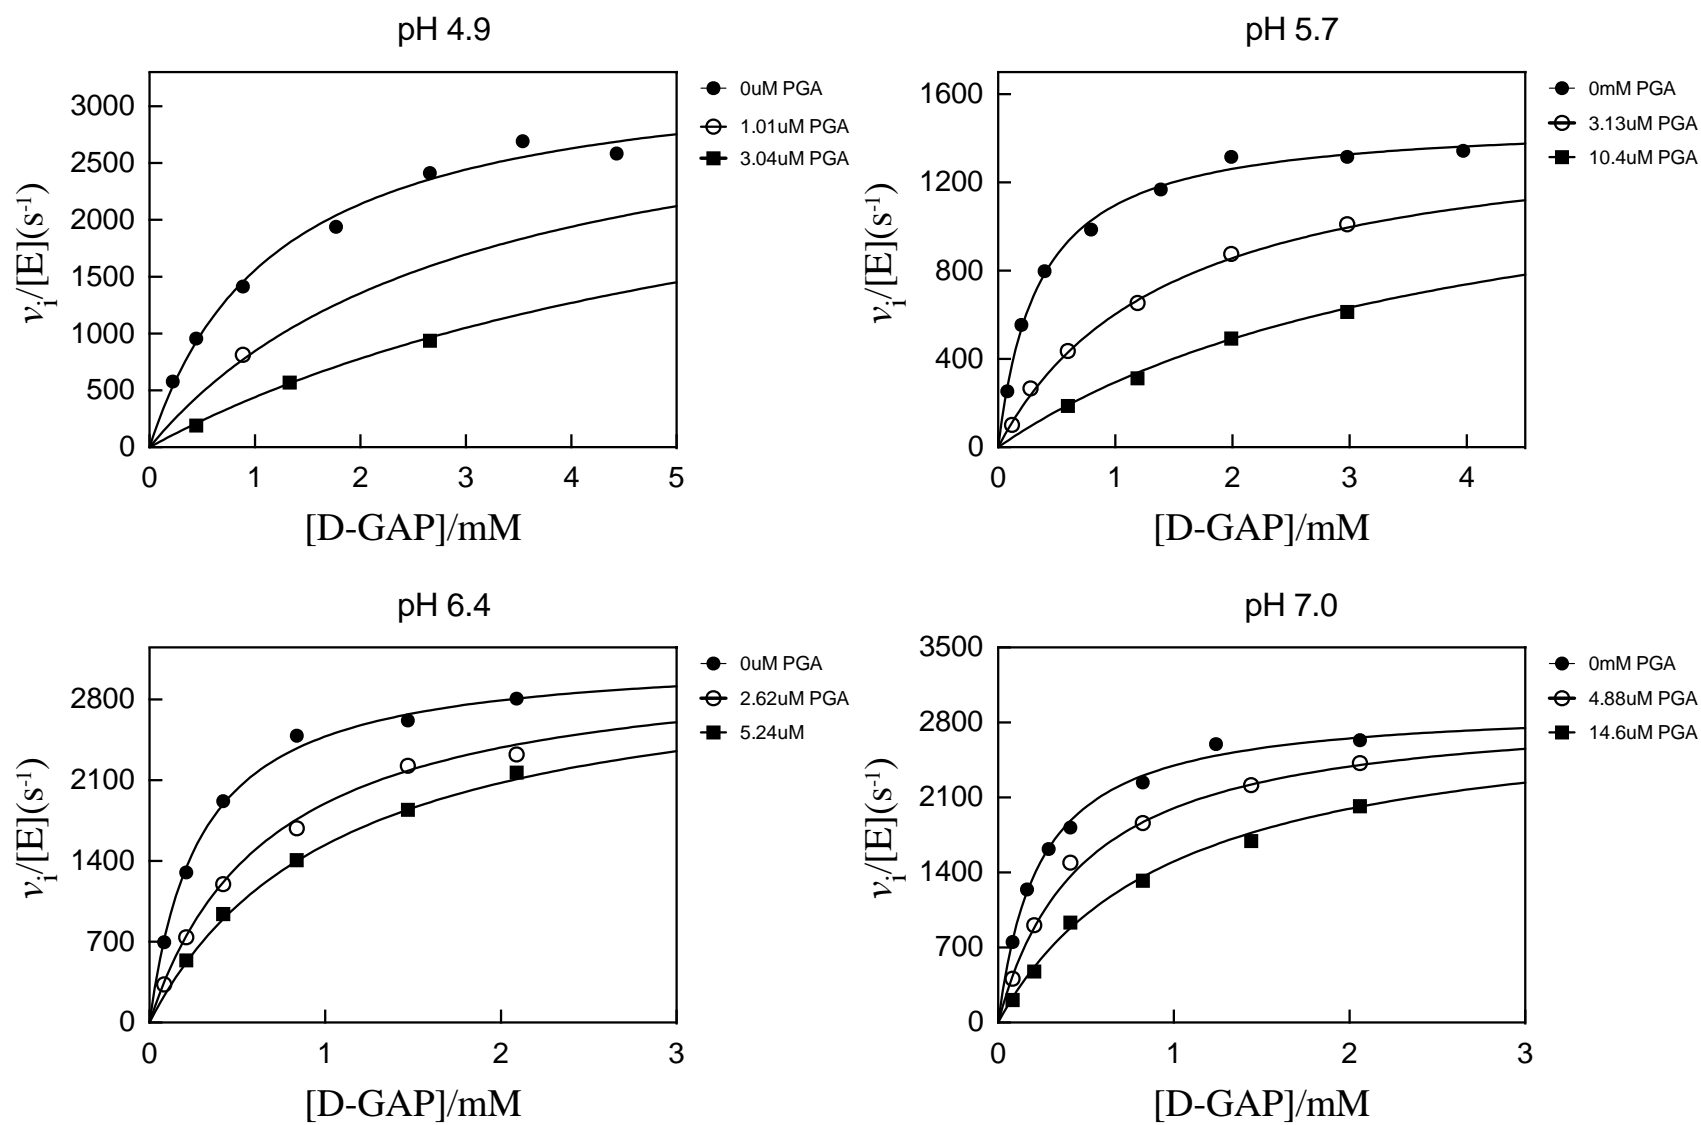 pH 4.9
3000
2500
2000
1500
1000
500
0
0 1 2 3 4 5
vi/[E](s-1)
[D-GAP]/mM
0uM PGA
1.01uM PGA
3.04uM PGA
pH 5.7
1600
1200
800
400
0
0 1 2 3 4
vi/[E](s-1)
[D-GAP]/mM
0mM PGA
3.13uM PGA
10.4uM PGA
pH 6.4
2800
2100
1400
700
0
0 1 2 3
vi/[E](s-1)
[D-GAP]/mM
0uM PGA
2.62uM PGA
5.24uM
pH 7.0
3500
2800
2100
1400
700
0
0 1 2 3
vi/[E](s-1)
[D-GAP]/mM
0mM PGA
4.88uM PGA
14.6uM PGA